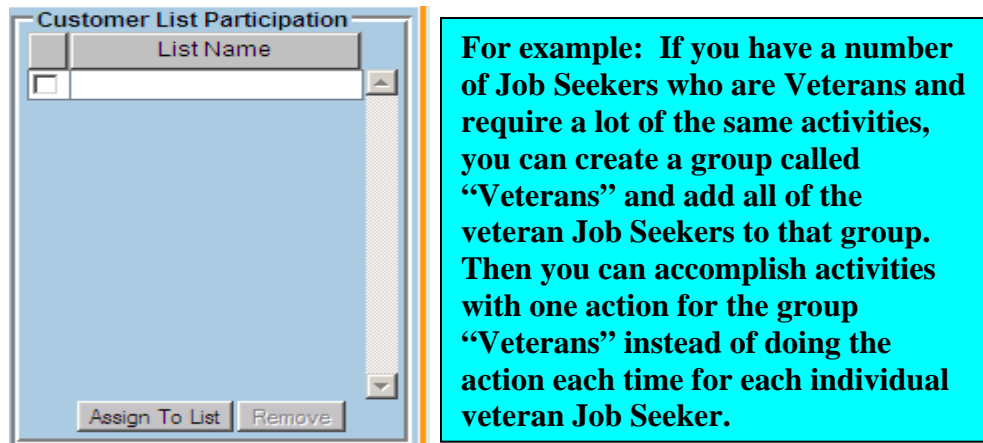 Customer List Participation
List Name
Assign To List Remove
For example:  If you have a number
of Job Seekers who are Veterans and
require a lot of the same activities,
you can create a group called
“Veterans” and add all of the
veteran Job Seekers to that group.
Then you can accomplish activities
with one action for the group
“Veterans” instead of doing the
action each time for each individual
veteran Job Seeker.